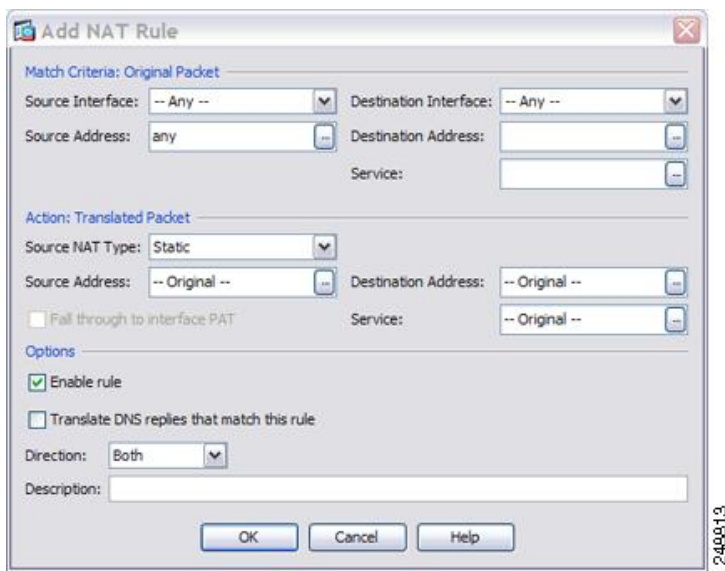 Add NAT Rule
Match Criteria: Original Packet
Source Interface: -- Any -- Destination Interface: -- Any --
Source Address: any ... Destination Address: ...
Service: ...
Action: Translated Packet
Source NAT Type: Static
Source Address: -- Original -- ... Destination Address: -- Original -- ...
Fall through to interface PAT Service: -- Original -- ...
Options
Enable rule
Translate DNS replies that match this rule
Direction: Both
Description:
OK Cancel Help
248813